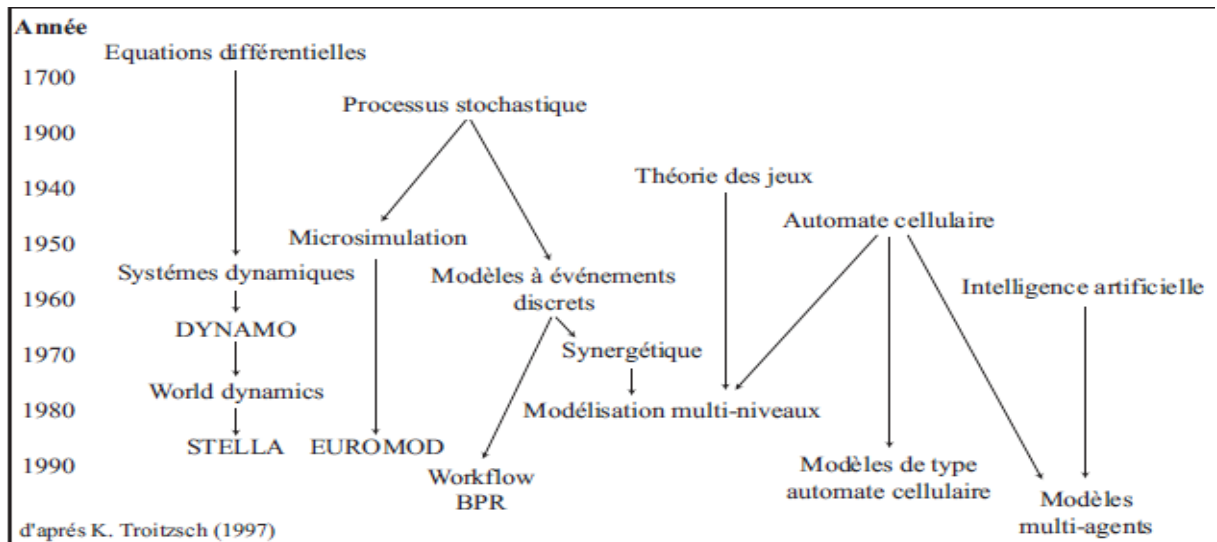 Année
Equations différentielles
1700
Processus stochastique
1900
Théorie des jeux
1940
Automate cellulaire
Microsimulation
1950
Systémes dynamiques
Modèles à événements
discrets
Intelligence artificielle
1960
DYNAMO
Synergétique
1970
World dynamics
Modélisation multi-niveaux
1980
STELLA
EUROMOD
1990
Workflow
BPR
Modèles de type
automate cellulaire
Modèles
multi-agents
d'aprés K. Troitzsch (1997)